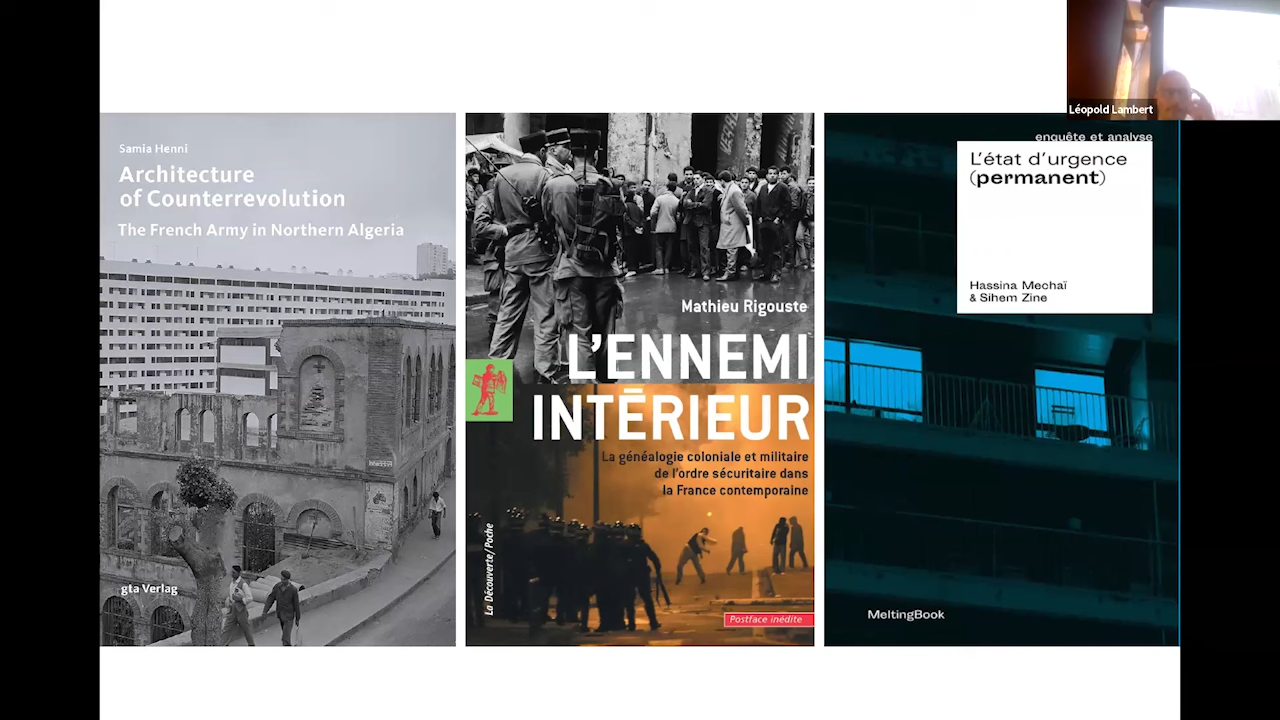 Léopold Lambert
Samia Henni
Architecture
of Counterrevolution
The French Army in Northern Algeria
gta Verlag
Mathieu Rigouste
L'ENNEMI
INTĒRIEUR
La généalogie coloniale et militaire
de l'ordre sécuritaire dans
la France contemporaine
La Découverte/Poche
Postface inédite
enquête et analyse
L'état d'urgence
(permanent)
Hassina Mechaï
& Sihem Zine
MeltingBook